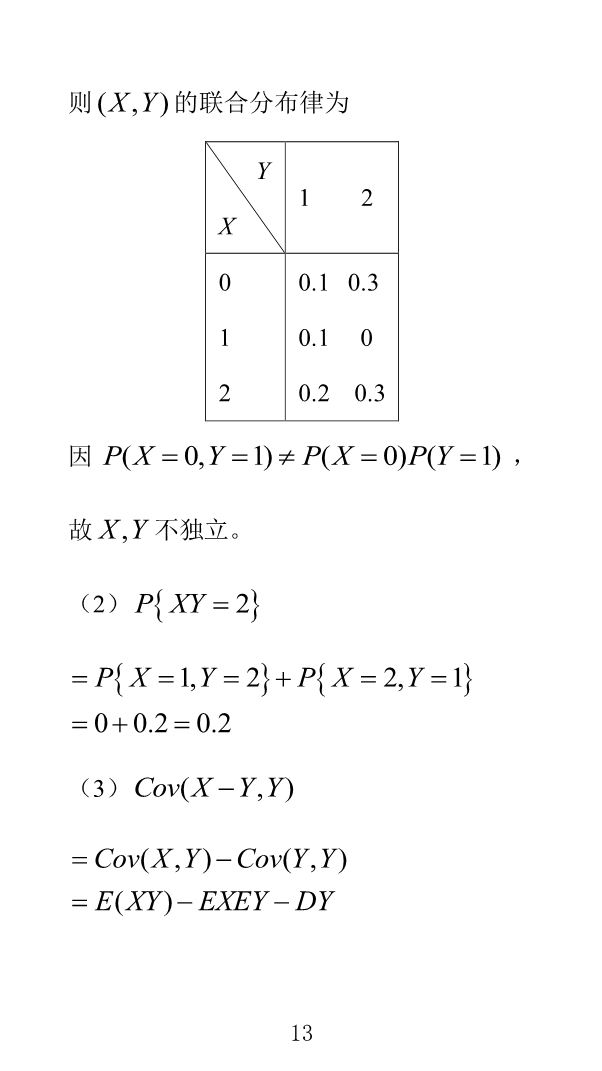 则(X,Y)的联合分布律为
Y
1 2
X
0 0.1 0.3
1 0.1 0
2 0.2 0.3
因 P(X=0,Y=1)≠P(X=0)P(Y=1) ，
故 X,Y 不独立。
（2）P{XY=2}
=P{X=1,Y=2}+P{X=2,Y=1}
=0+0.2=0.2
（3）Cov(X−Y,Y)
=Cov(X,Y)−Cov(Y,Y)
=E(XY)−EXEY−DY
13